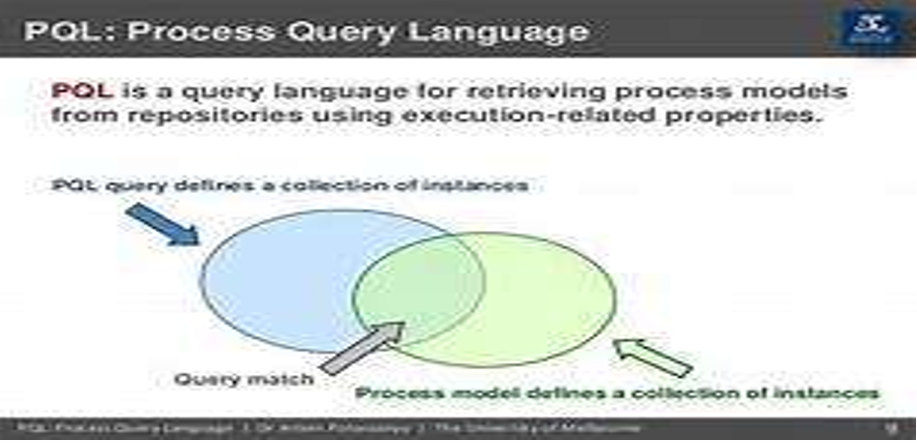 PQL: Process Query Language
PQL is a query language for retrieving process models
from repositories using execution-related properties.
PQL query defines a collection of instances
Query match
Process model defines a collection of instances
PQL: Process Query Language | Dr Artem Polyvyanyy | The University of Melbourne